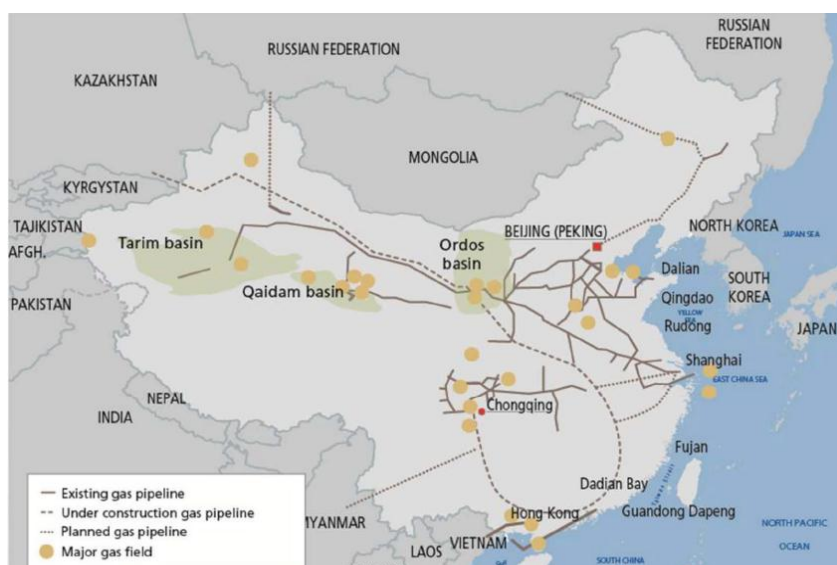 RUSSIAN
FEDERATION
RUSSIAN FEDERATION
KAZAKHSTAN
MONGOLIA
KYRGYSTAN
TAJIKISTAN
AFGH.
PAKISTAN
Tarim basin
Qaidam basin
Ordos
basin
BEIJING (PEKING)
NORTH KOREA
JAPAN SEA
Dalian
SOUTH
KOREA
Qingdao
YELLOW
SEA
Rudong
JAPAN
Shanghai
EAST CHINA SEA
NEPAL
INDIA
Chongqing
Fujan
Dadian Bay
Hong Kong
Guandong Dapeng
MYANMAR
VIETNAM
LAOS
NORTH PACIFIC
OCEAN
SOUTH CHINA
Existing gas pipeline
Under construction gas pipeline
Planned gas pipeline
Major gas field